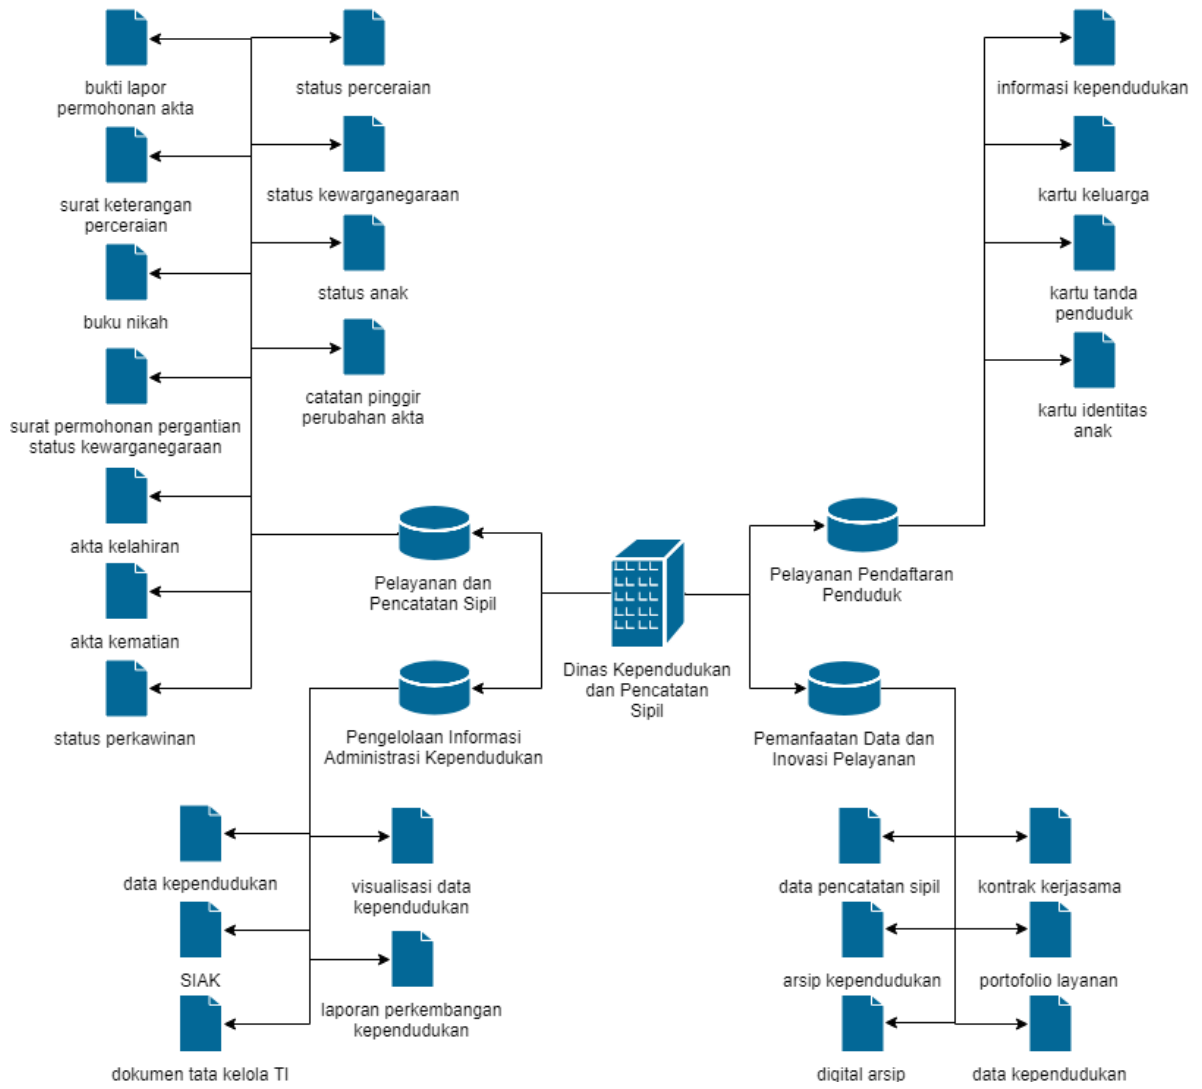 bukti lapor
permohonan akta
status perceraian
informasi kependudukan
surat keterangan
perceraian
status kewarganegaraan
kartu keluarga
buku nikah
status anak
kartu tanda
penduduk
surat permohonan pergantian
status kewarganegaraan
catatan pinggir
perubahan akta
kartu identitas
anak
akta kelahiran
akta kematian
status perkawinan
Pelayanan dan
Pencatatan Sipil
Dinas Kependudukan
dan Pencatatan
Sipil
Pelayanan Pendaftaran
Penduduk
Pengelolaan Informasi
Administrasi Kependudukan
Pemanfaatan Data dan
Inovasi Pelayanan
data kependudukan
visualisasi data
kependudukan
data pencatatan sipil
kontrak kerjasama
SIAK
laporan perkembangan
kependudukan
arsip kependudukan
portofolio layanan
dokumen tata kelola TI
digital arsip
data kependudukan